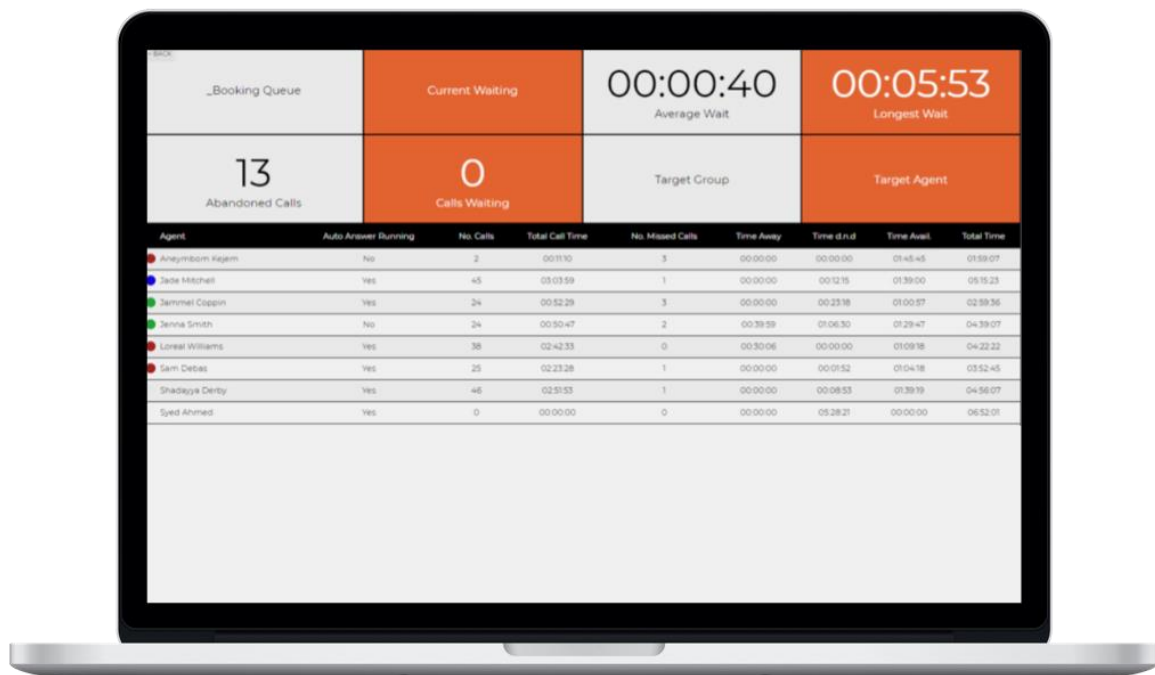 < BACK
_Booking Queue
Current Waiting
00:00:40
Average Wait
00:05:53
Longest Wait
13
Abandoned Calls
0
Calls Waiting
Target Group
Target Agent
Agent Auto Answer Running No. Calls Total Call Time No. Missed Calls Time Away Time d.n.d Time Avail. Total Time
Aneymborn Kejem No 2 00:11:10 3 00:00:00 00:00:00 01:45:45 01:59:07
Jade Mitchell Yes 45 03:03:59 1 00:00:00 00:12:15 01:39:00 05:15:23
Jammel Coppin Yes 24 00:52:29 3 00:00:00 00:23:18 01:00:57 02:59:36
Jenna Smith No 24 00:50:47 2 00:39:59 01:06:30 01:29:47 04:39:07
Loreal Williams Yes 38 02:42:33 0 00:30:06 00:00:00 01:09:18 04:22:22
Sam Debas Yes 25 02:23:28 1 00:00:00 00:01:52 01:04:18 03:52:45
Shadayya Derby Yes 46 02:51:53 1 00:00:00 00:08:53 01:39:19 04:56:07
Syed Ahmed Yes 0 00:00:00 0 00:00:00 05:28:21 00:00:00 06:52:01